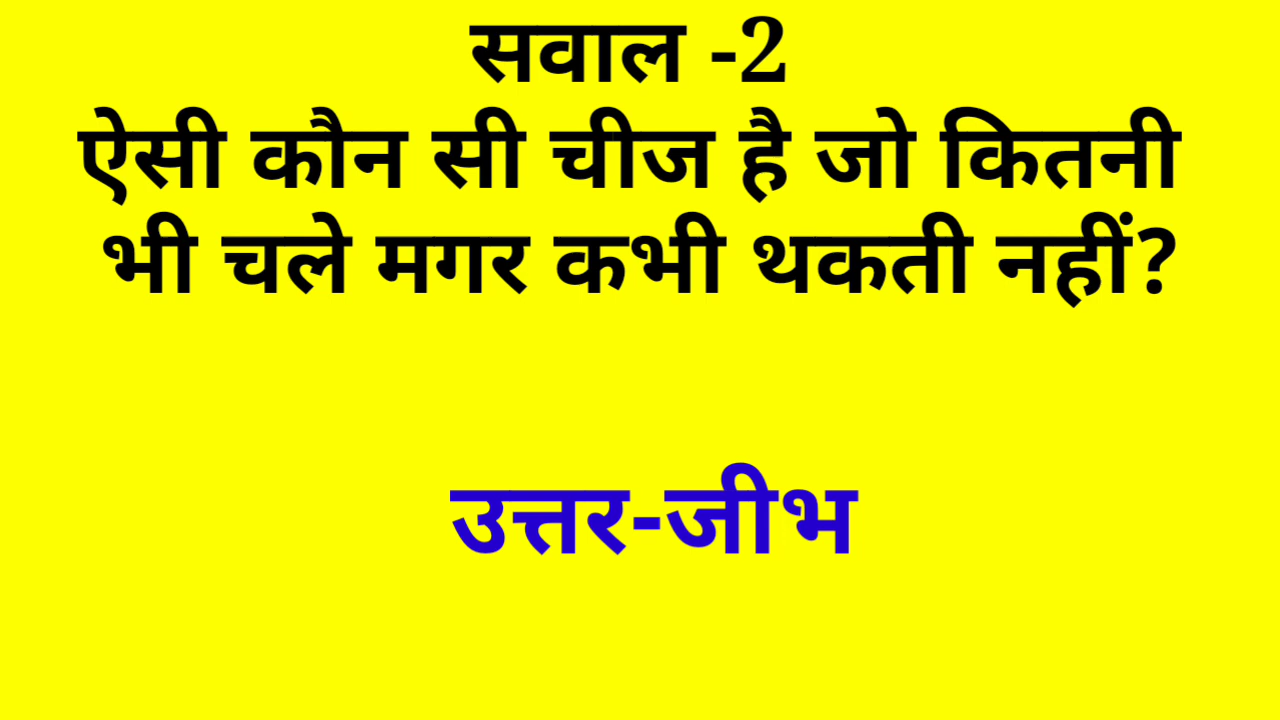 सवाल -2
ऐसी कौन सी चीज है जो कितनी
भी चले मगर कभी थकती नहीं?
उत्तर-जीभ